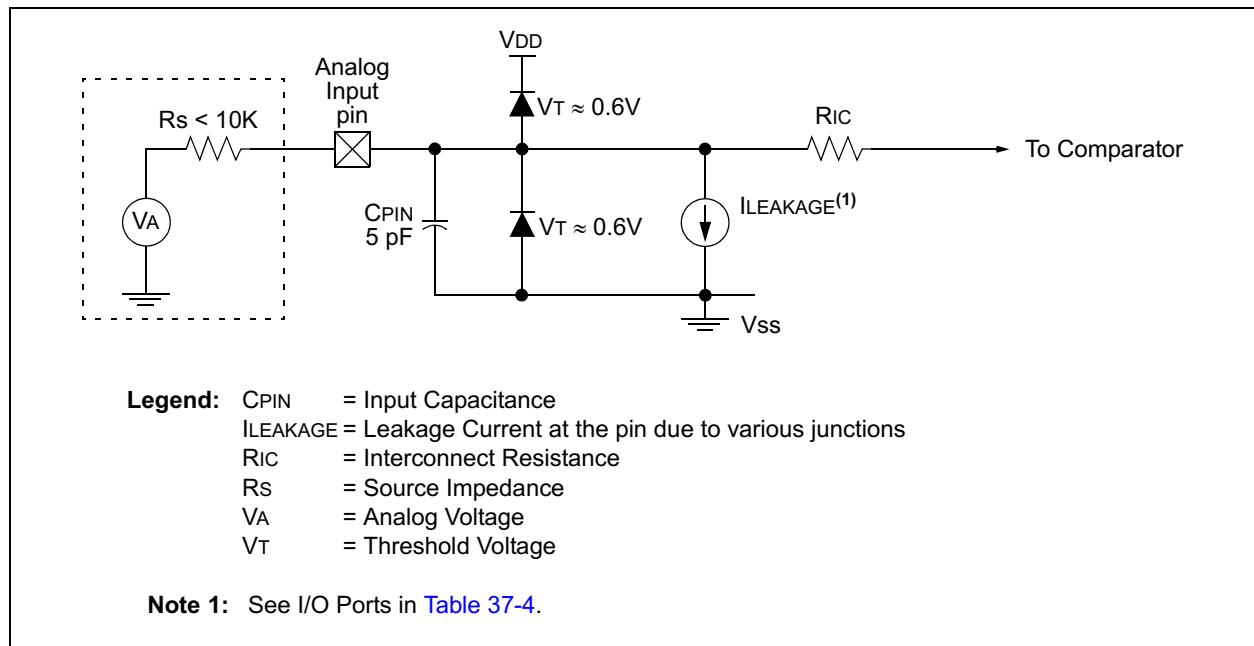 VDD
Analog
Input
pin
Rs < 10K
VT ≈ 0.6V
RIC
To Comparator
VA
CPIN
5 pF
VT ≈ 0.6V
ILEAKAGE(1)
Vss
Legend: CPIN = Input Capacitance
ILEAKAGE = Leakage Current at the pin due to various junctions
RIC = Interconnect Resistance
RS = Source Impedance
VA = Analog Voltage
VT = Threshold Voltage
Note 1: See I/O Ports in Table 37-4.